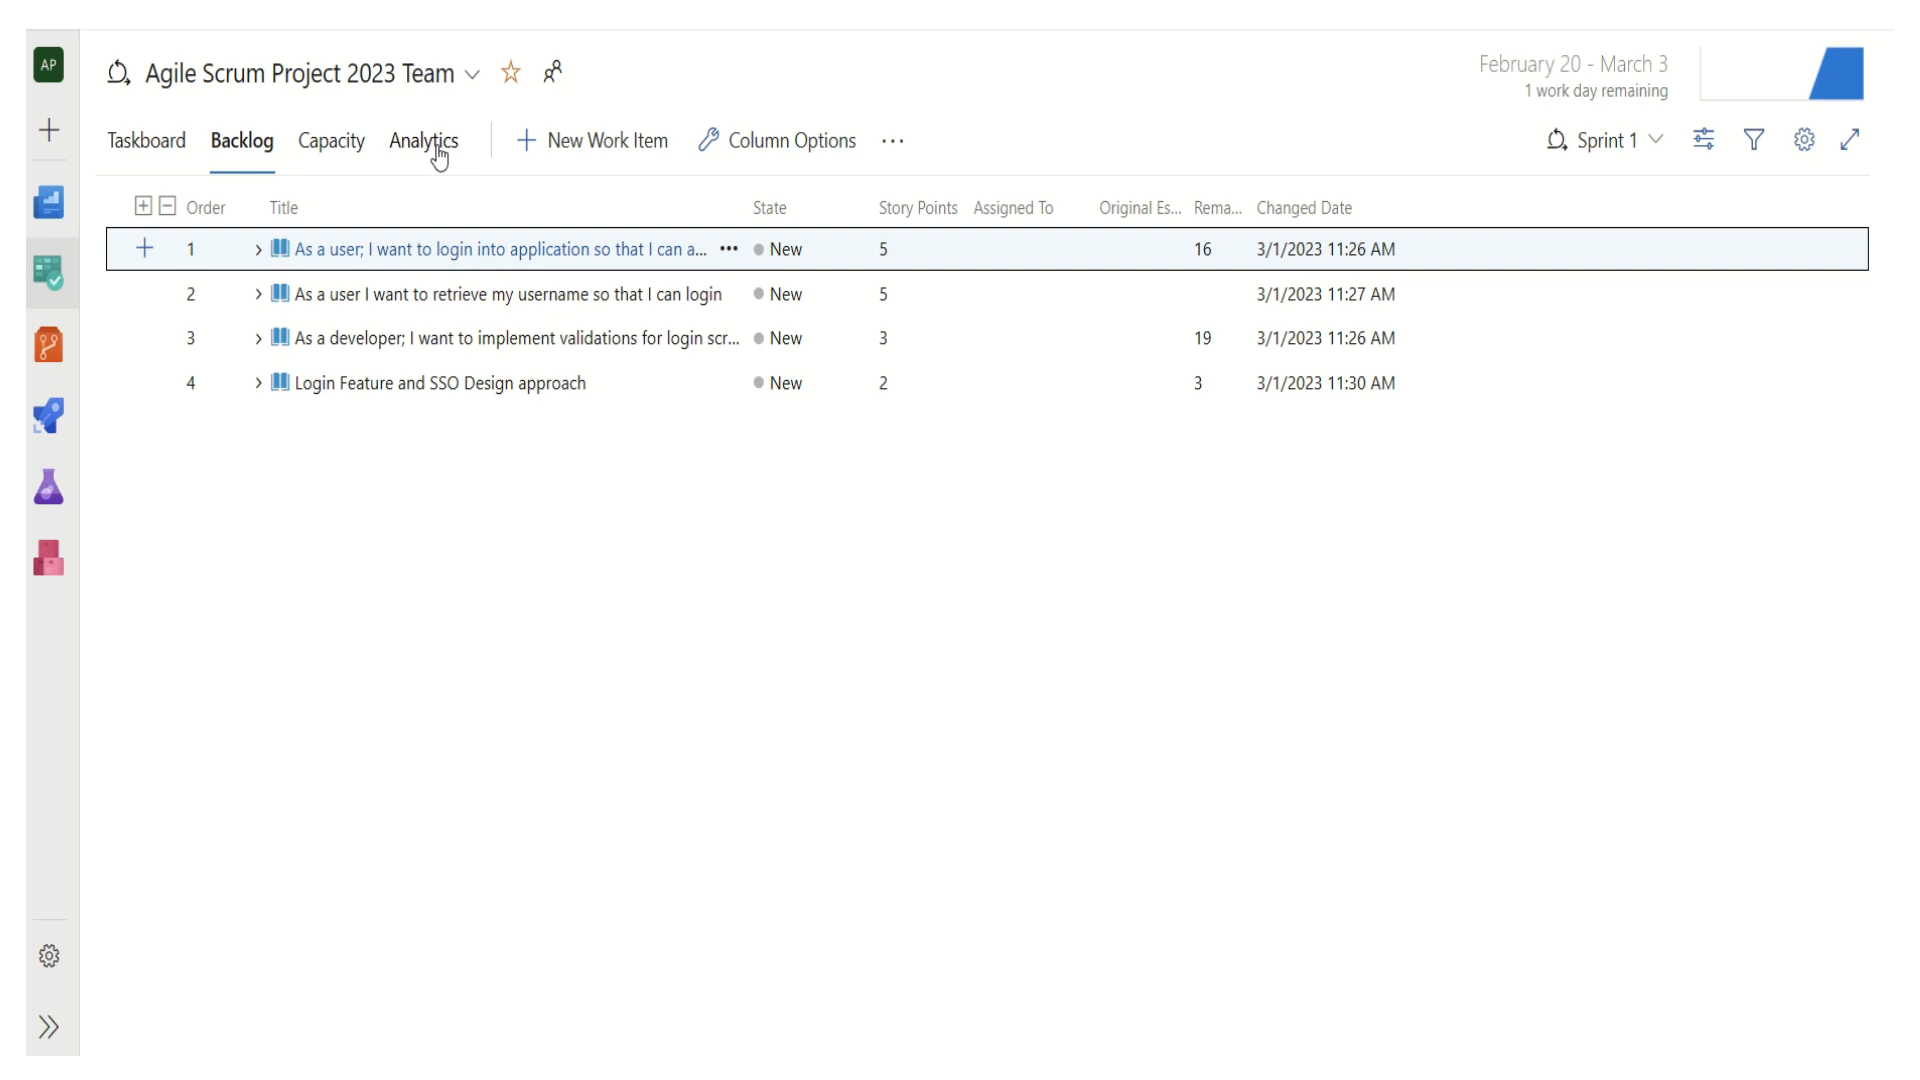 AP
Agile Scrum Project 2023 Team
February 20 - March 3
1 work day remaining
Taskboard Backlog Capacity Analytics New Work Item Column Options ... Sprint 1
Order Title State Story Points Assigned To Original Es... Rema... Changed Date
1 As a user; I want to login into application so that I can a... ... New 5 16 3/1/2023 11:26 AM
2 As a user I want to retrieve my username so that I can login New 5 3/1/2023 11:27 AM
3 As a developer; I want to implement validations for login scr... New 3 19 3/1/2023 11:26 AM
4 Login Feature and SSO Design approach New 2 3 3/1/2023 11:30 AM